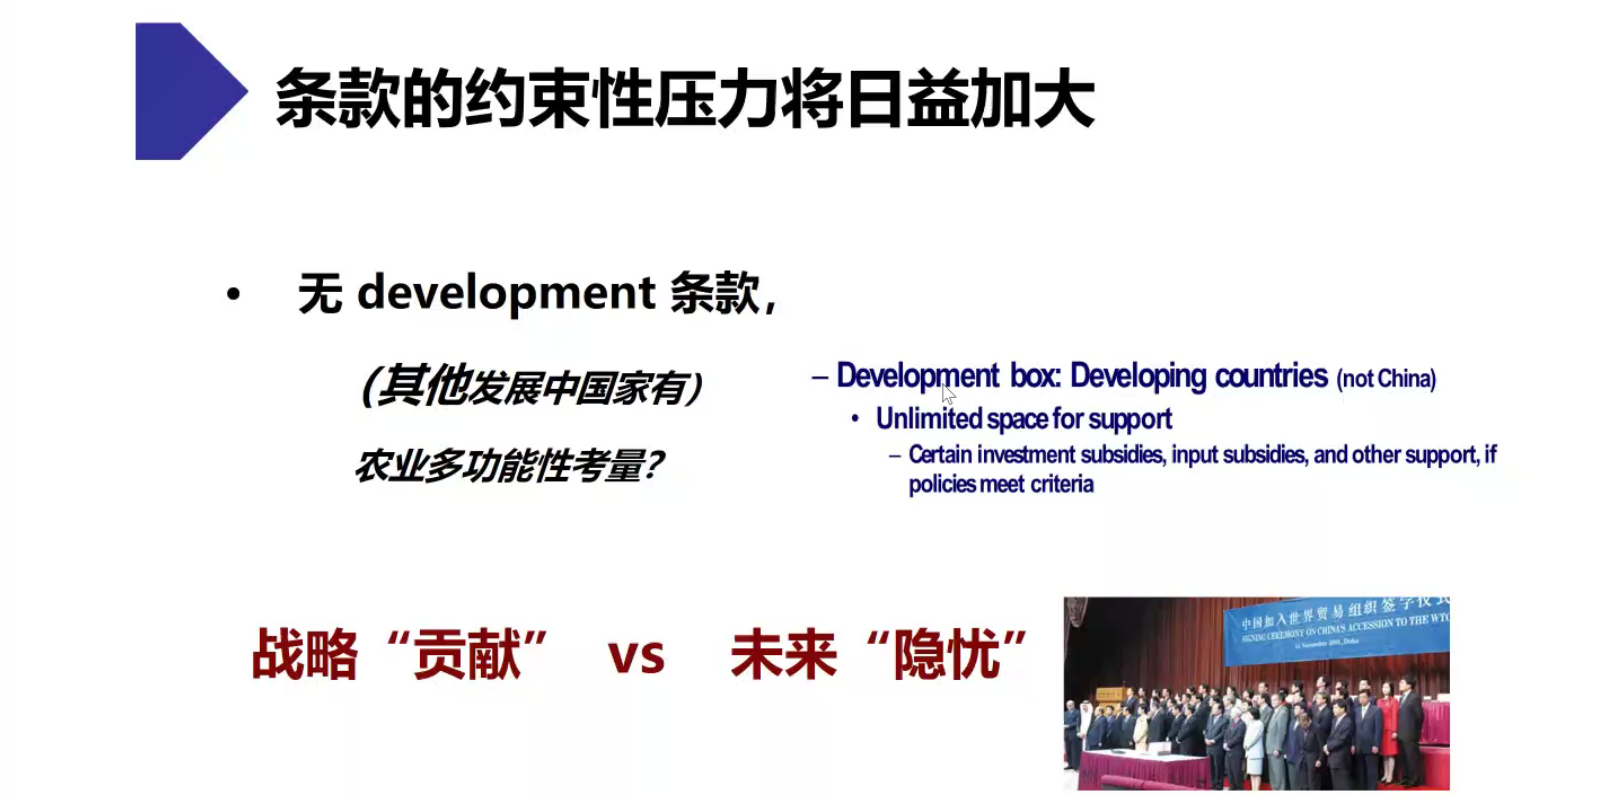 条款的约束性压力将日益加大
• 无 development 条款，
（其他发展中国家有）
农业多功能性考量？
– Development box: Developing countries (not China)
• Unlimited space for support
– Certain investment subsidies, input subsidies, and other support, if
policies meet criteria
战略“贡献” vs 未来“隐忧”
中国加入世界贸易组织签字仪式
SIGNING CEREMONY ON CHINA'S ACCESSION TO THE WTO
11 November 2001, Doha